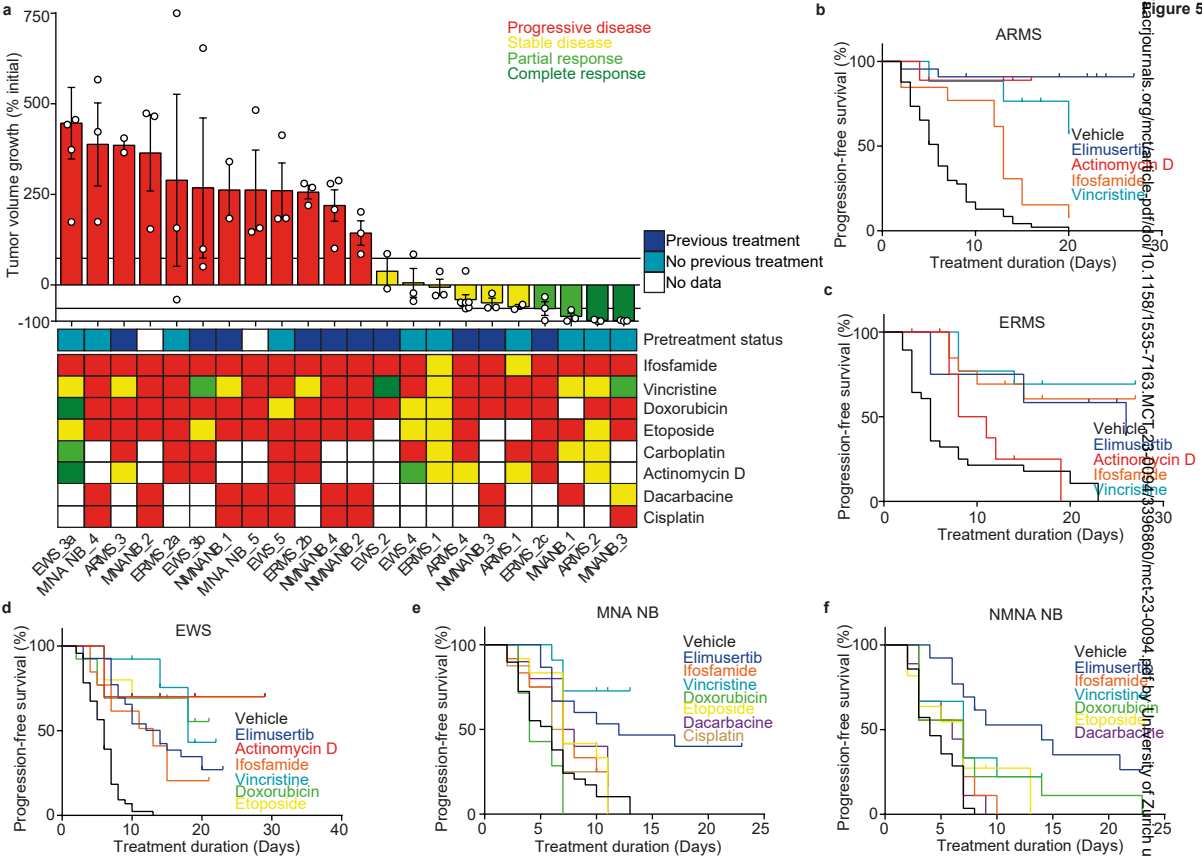 a
Tumor volume growth (% initial)
750
500
250
0
-100
Progressive disease
Stable disease
Partial response
Complete response
Previous treatment
No previous treatment
No data
Pretreatment status
Ifosfamide
Vincristine
Doxorubicin
Etoposide
Carboplatin
Actinomycin D
Dacarbacine
Cisplatin
EWS_3a
MNA NB_4
ARMS_3
MNANB_2
ERMS_2a
EWS_3b
NMNANB_1
MNA NB_5
EWS_5
ERMS_2b
NMNANB_4
NMNANB_2
EWS_2
EWS_4
ERMS_1
ARMS_4
NMNANB_3
ARMS_1
ERMS_2c
MNANB_1
ARMS_2
MNANB_3
b
Figure 5
ARMS
Progression-free survival (%)
100
50
0
0 10 20 30
Treatment duration (Days)
Vehicle
Elimusertib
Actinomycin D
Ifosfamide
Vincristine
c
ERMS
Progression-free survival (%)
100
50
0
0 10 20 30
Treatment duration (Days)
Vehicle
Elimusertib
Actinomycin D
Ifosfamide
Vincristine
aacrjournals.org/mct/article-pdf/doi/10.1158/1535-7163.MCT-23-0094/3396860/mct-23-0094.pdf by University of Zurich u
d
EWS
Progression-free survival (%)
100
50
0
0 10 20 30 40
Treatment duration (Days)
Vehicle
Elimusertib
Actinomycin D
Ifosfamide
Vincristine
Doxorubicin
Etoposide
e
MNA NB
Progression-free survival (%)
100
50
0
0 5 10 15 20 25
Treatment duration (Days)
Vehicle
Elimusertib
Ifosfamide
Vincristine
Doxorubicin
Etoposide
Dacarbacine
Cisplatin
f
NMNA NB
Progression-free survival (%)
100
50
0
0 5 10 15 20 25
Treatment duration (Days)
Vehicle
Elimusertib
Ifosfamide
Vincristine
Doxorubicin
Etoposide
Dacarbacine